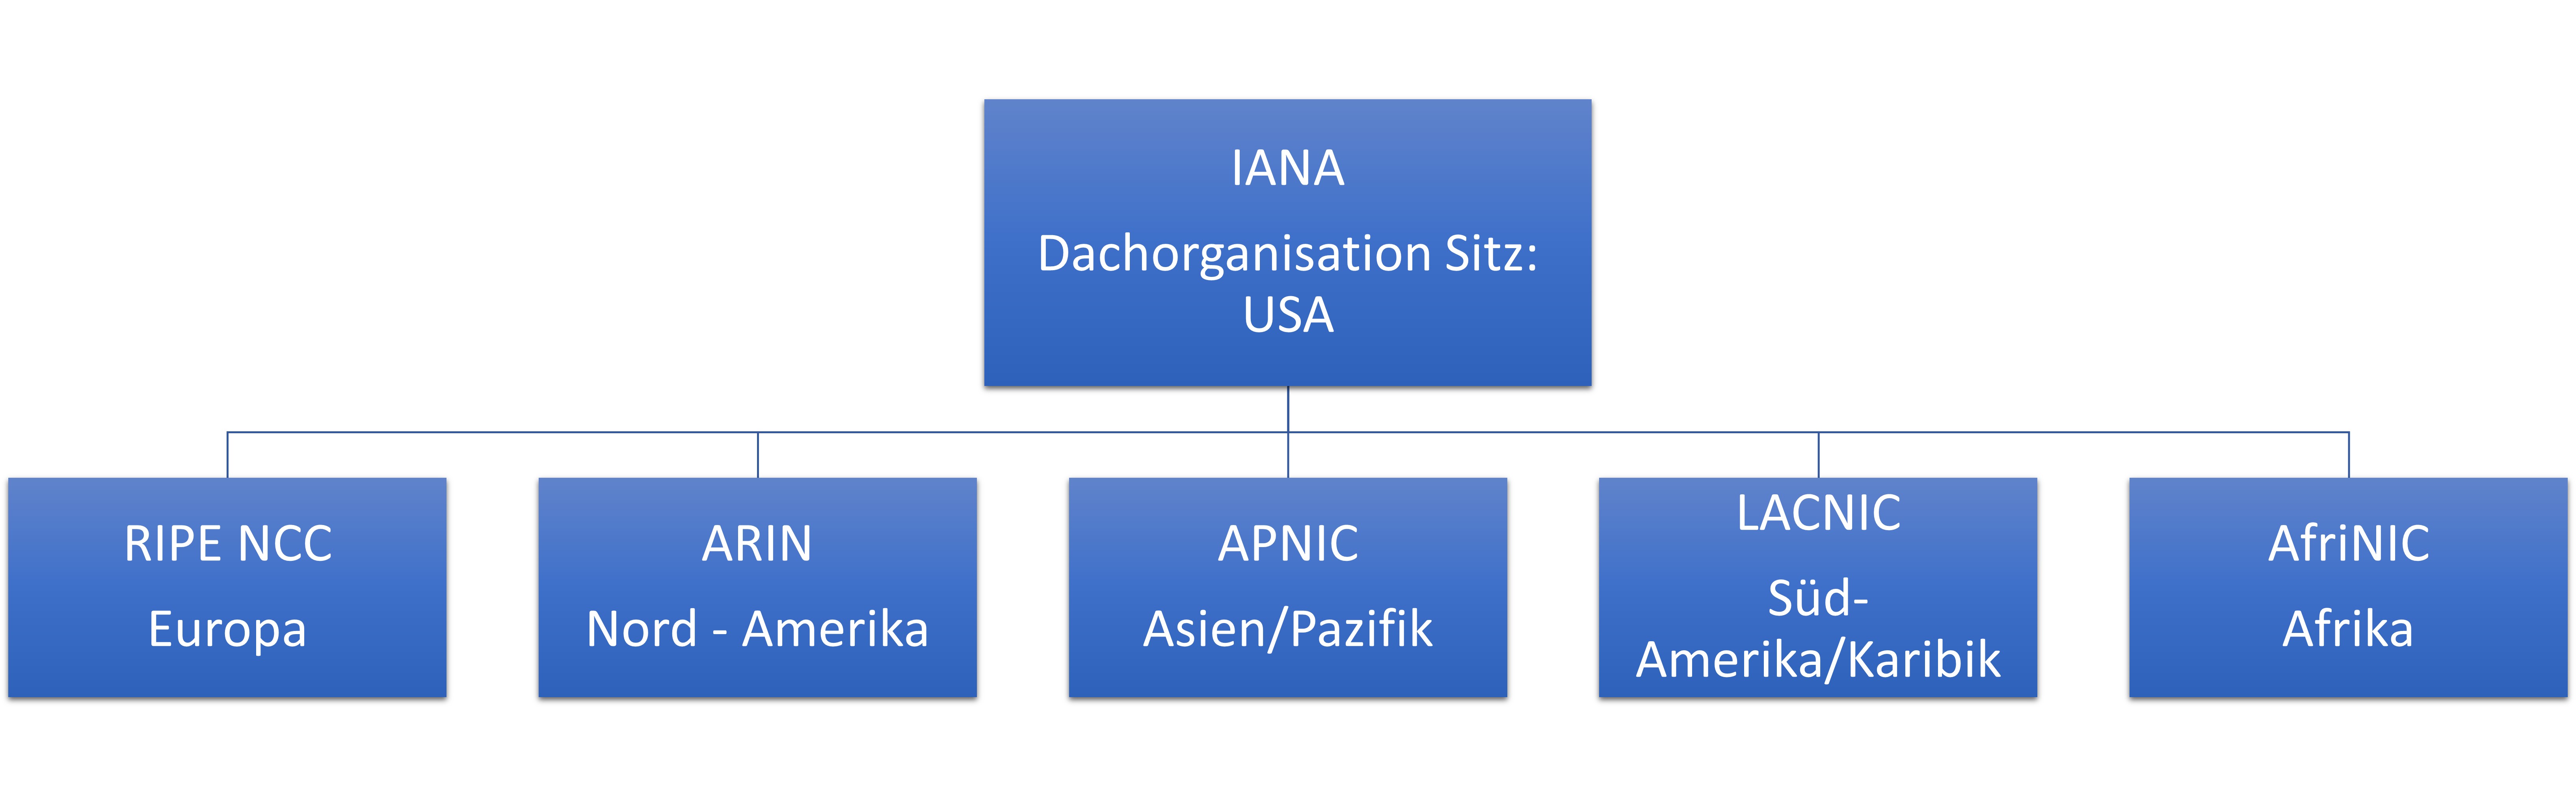 IANA
Dachorganisation Sitz:
USA
RIPE NCC
Europa
ARIN
Nord - Amerika
APNIC
Asien/Pazifik
LACNIC
Süd-
Amerika/Karibik
AfriNIC
Afrika